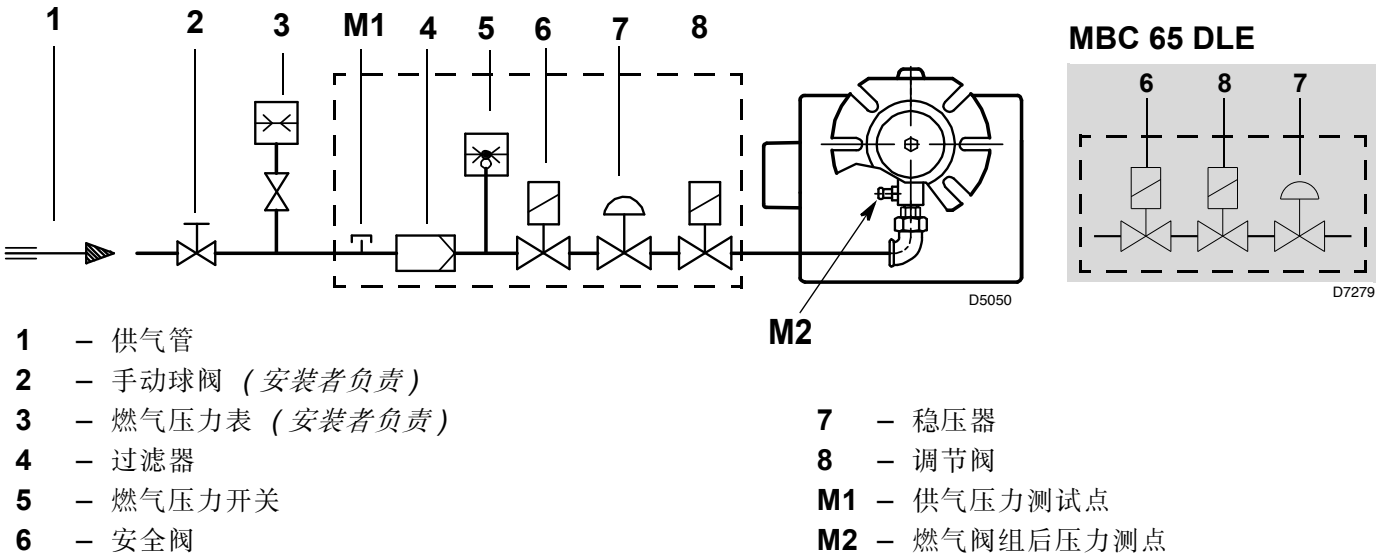 1 2 3 M1 4 5 6 7 8
MBC 65 DLE
6 8 7
D5050
D7279
M2
1 – 供气管
2 – 手动球阀 (安装者负责)
3 – 燃气压力表 (安装者负责)
4 – 过滤器
5 – 燃气压力开关
6 – 安全阀
7 – 稳压器
8 – 调节阀
M1 – 供气压力测试点
M2 – 燃气阀组后压力测点